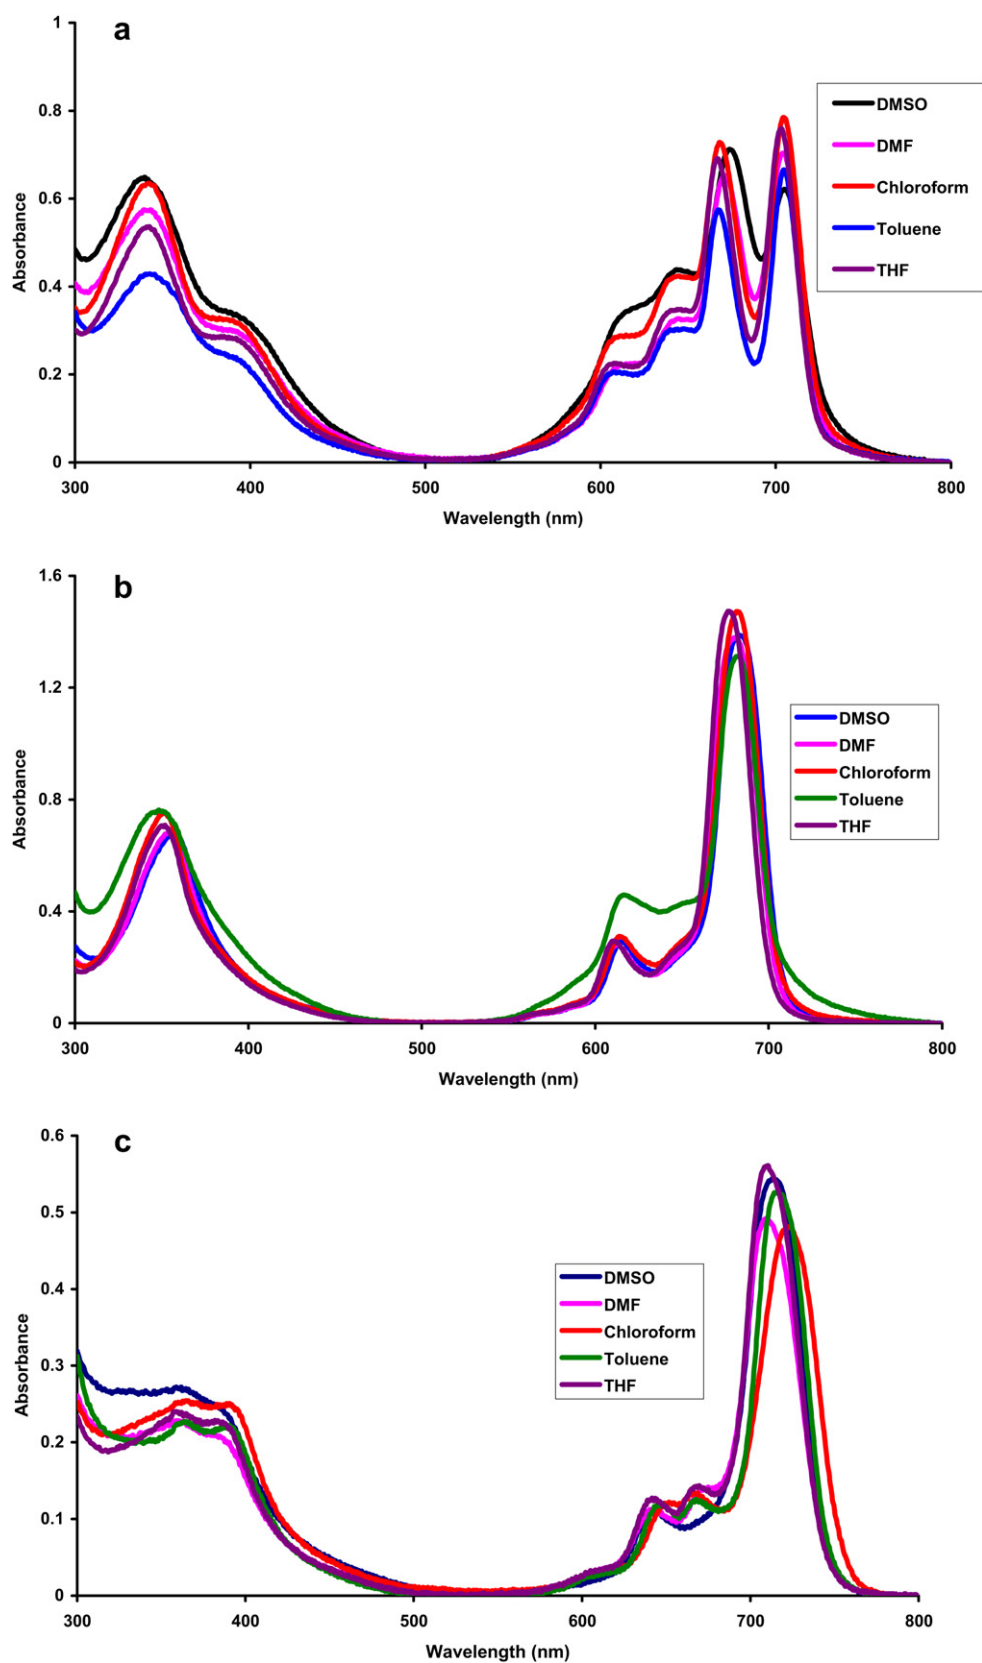 a
1
0.8
0.6
0.4
0.2
0
Absorbance
300
400
500
600
700
800
Wavelength (nm)
DMSO
DMF
Chloroform
Toluene
THF
b
1.6
1.2
0.8
0.4
0
Absorbance
300
400
500
600
700
800
Wavelength (nm)
DMSO
DMF
Chloroform
Toluene
THF
c
0.6
0.5
0.4
0.3
0.2
0.1
0
Absorbance
300
400
500
600
700
800
Wavelength (nm)
DMSO
DMF
Chloroform
Toluene
THF